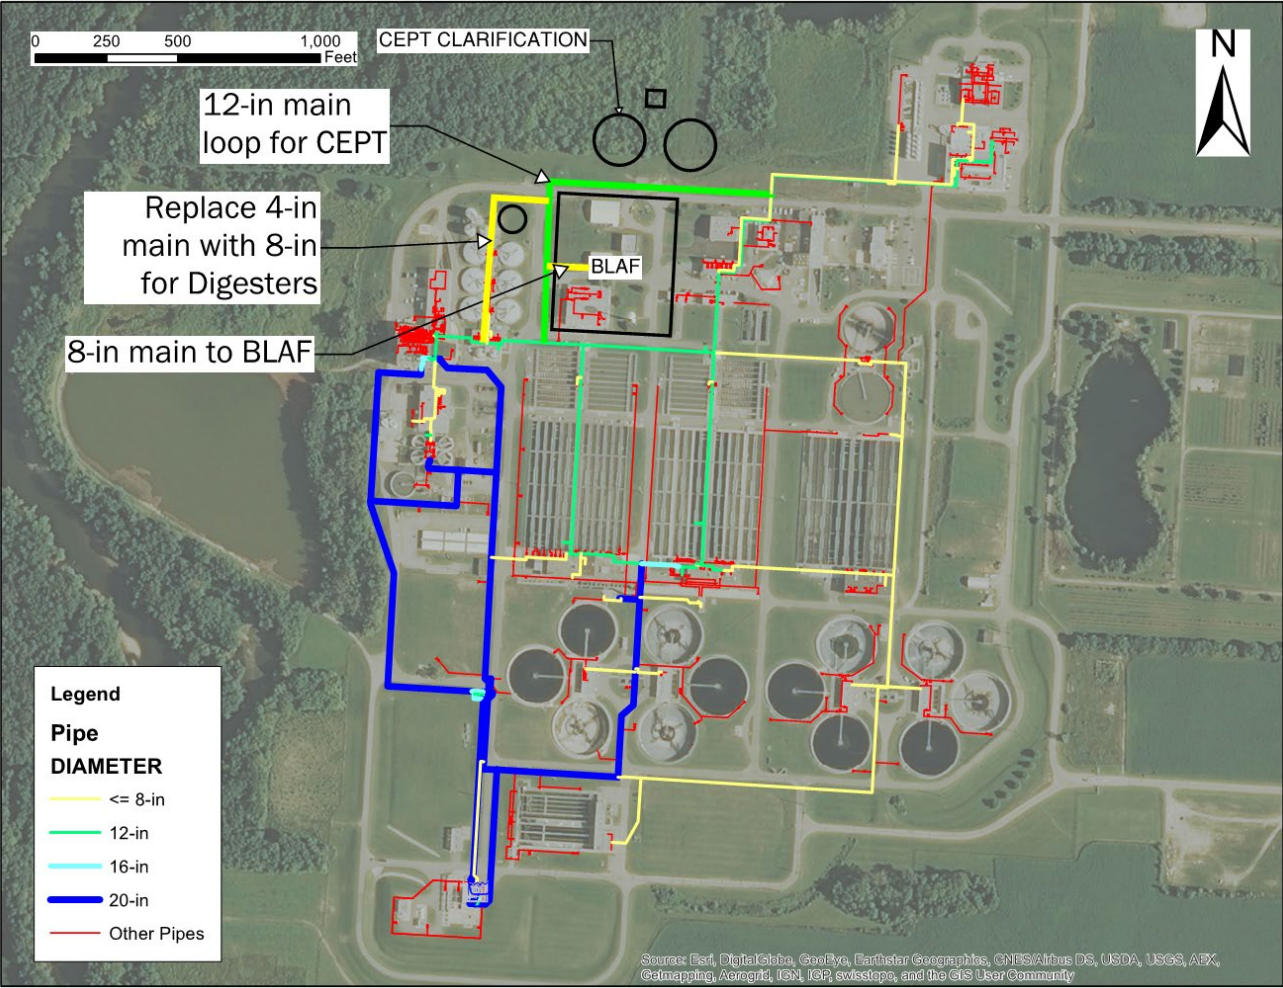 0 250 500 1,000
Feet
CEPT CLARIFICATION
N
12-in main
loop for CEPT
Replace 4-in
main with 8-in
for Digesters
BLAF
8-in main to BLAF
Legend
Pipe
DIAMETER
<= 8-in
12-in
16-in
20-in
Other Pipes
Source: Esri, DigitalGlobe, GeoEye, Earthstar Geographics, CNES/Airbus DS, USDA, USGS, AEX,
Getmapping, Aerogrid, IGN, IGP, swisstopo, and the GIS User Community